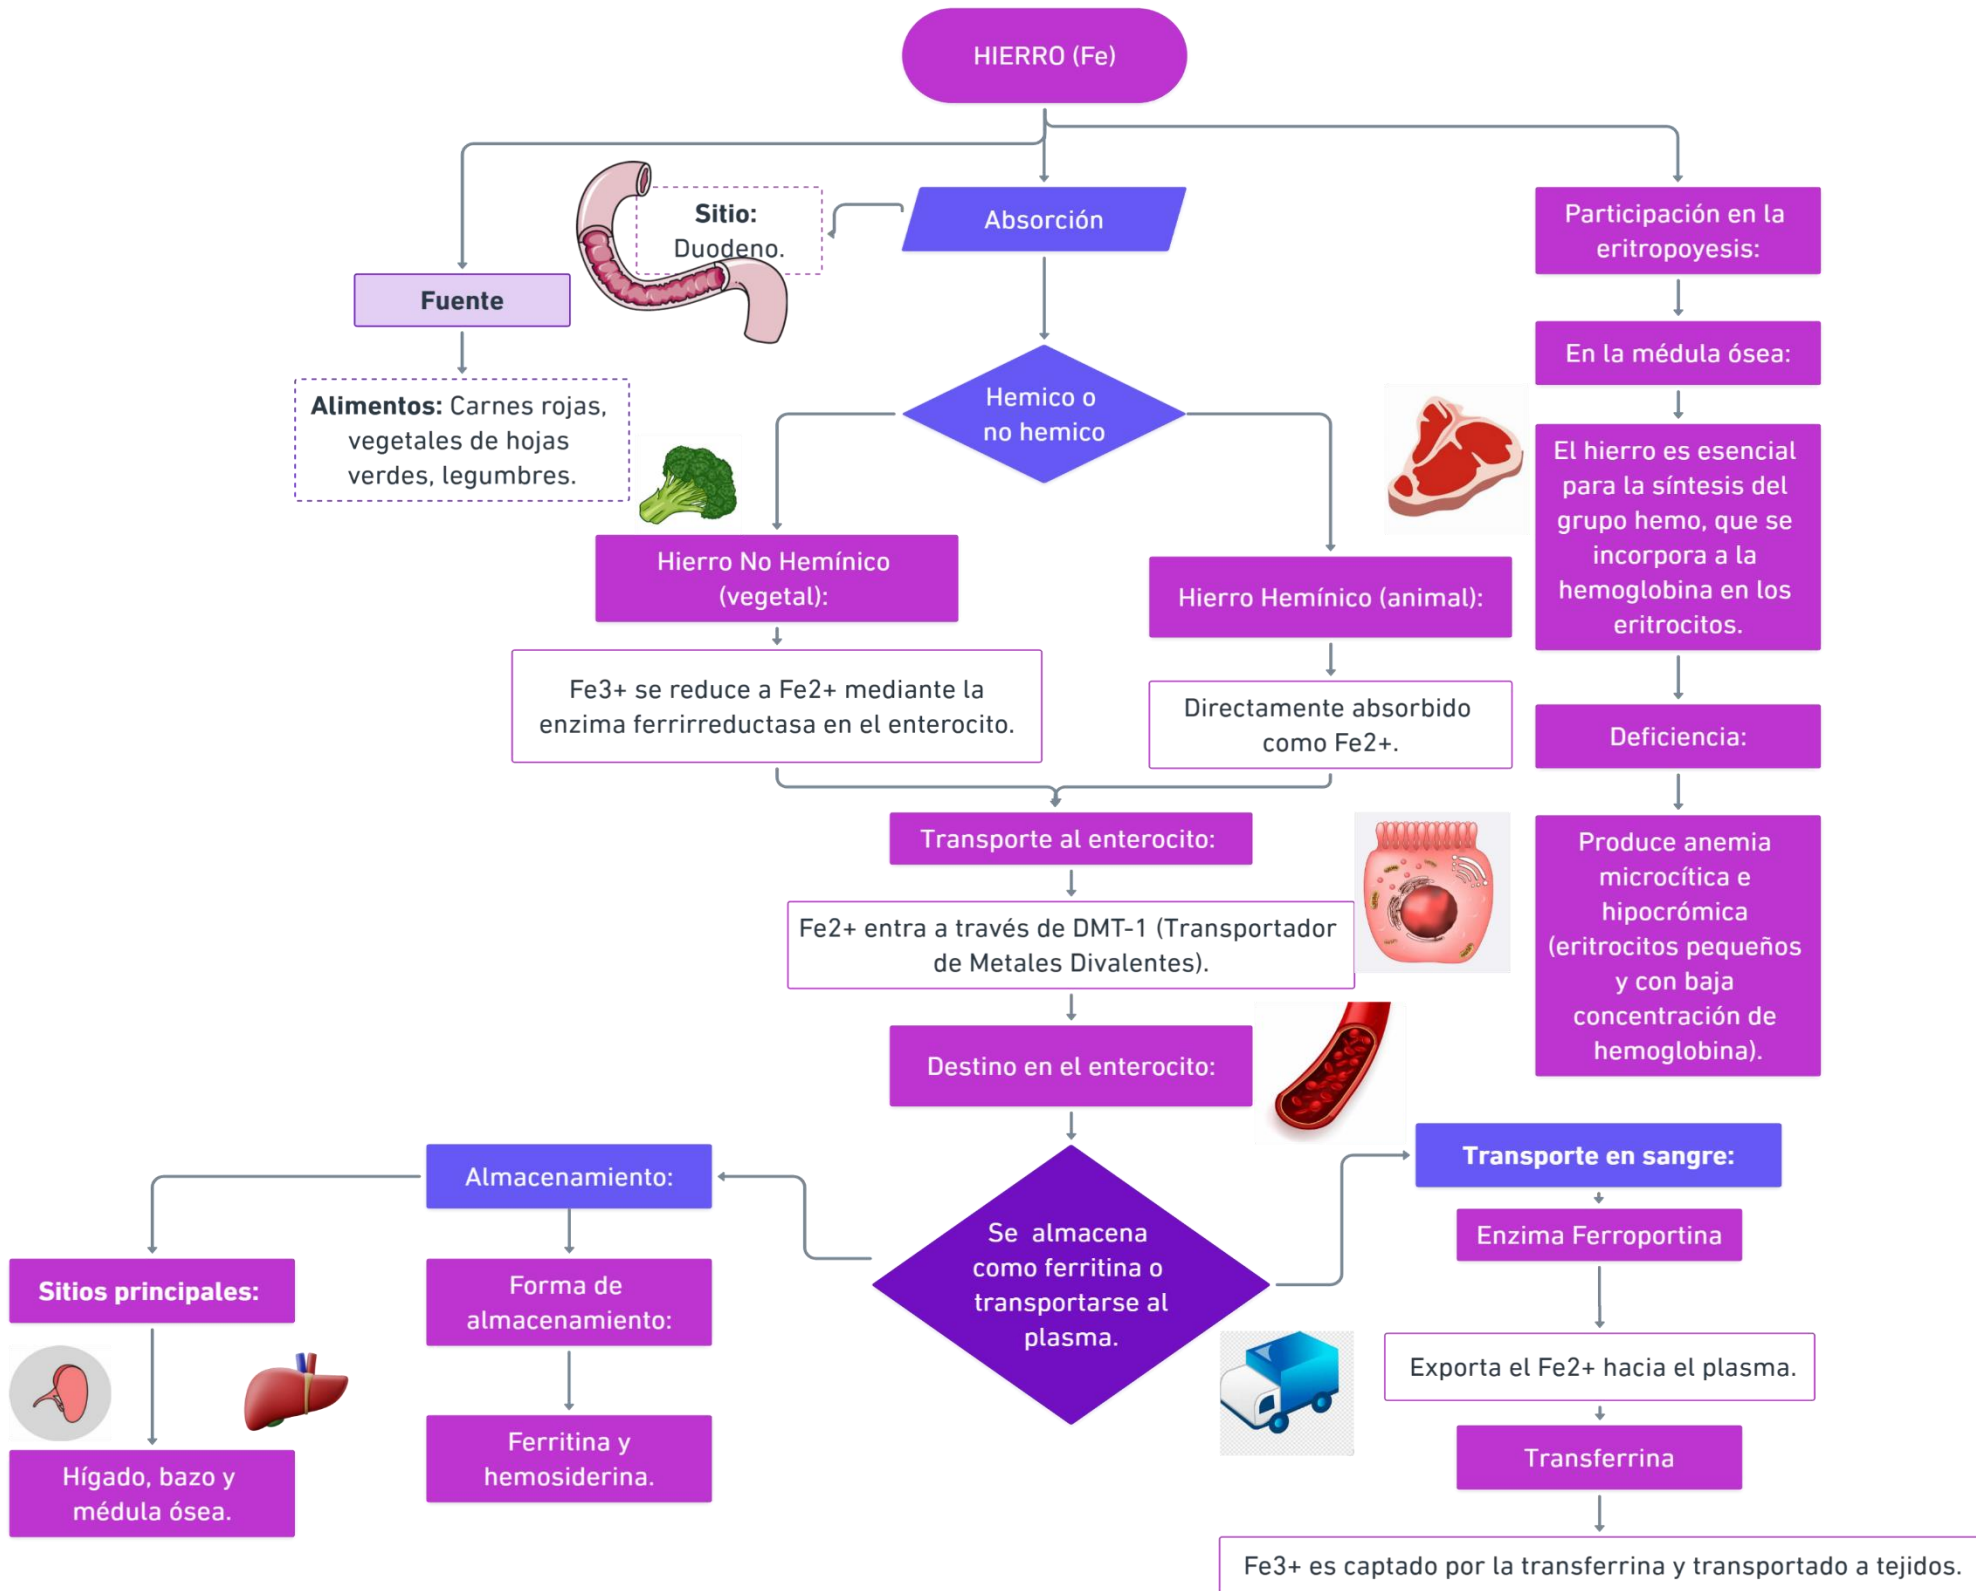 HIERRO (Fe)
Sitio:
Duodeno.
Absorción
Participación en la
eritropoyesis:
Fuente
En la médula ósea:
Alimentos: Carnes rojas,
vegetales de hojas
verdes, legumbres.
Hemico o
no hemico
El hierro es esencial
para la síntesis del
grupo hemo, que se
incorpora a la
hemoglobina en los
eritrocitos.
Hierro No Hemínico
(vegetal):
Hierro Hemínico (animal):
Fe3+ se reduce a Fe2+ mediante la
enzima ferrirreductasa en el enterocito.
Directamente absorbido
como Fe2+.
Deficiencia:
Transporte al enterocito:
Produce anemia
microcítica e
hipocrómica
(eritrocitos pequeños
y con baja
concentración de
hemoglobina).
Fe2+ entra a través de DMT-1 (Transportador
de Metales Divalentes).
Destino en el enterocito:
Almacenamiento:
Transporte en sangre:
Se almacena
como ferritina o
transportarse al
plasma.
Enzima Ferroportina
Sitios principales:
Forma de
almacenamiento:
Exporta el Fe2+ hacia el plasma.
Hígado, bazo y
médula ósea.
Ferritina y
hemosiderina.
Transferrina
Fe3+ es captado por la transferrina y transportado a tejidos.